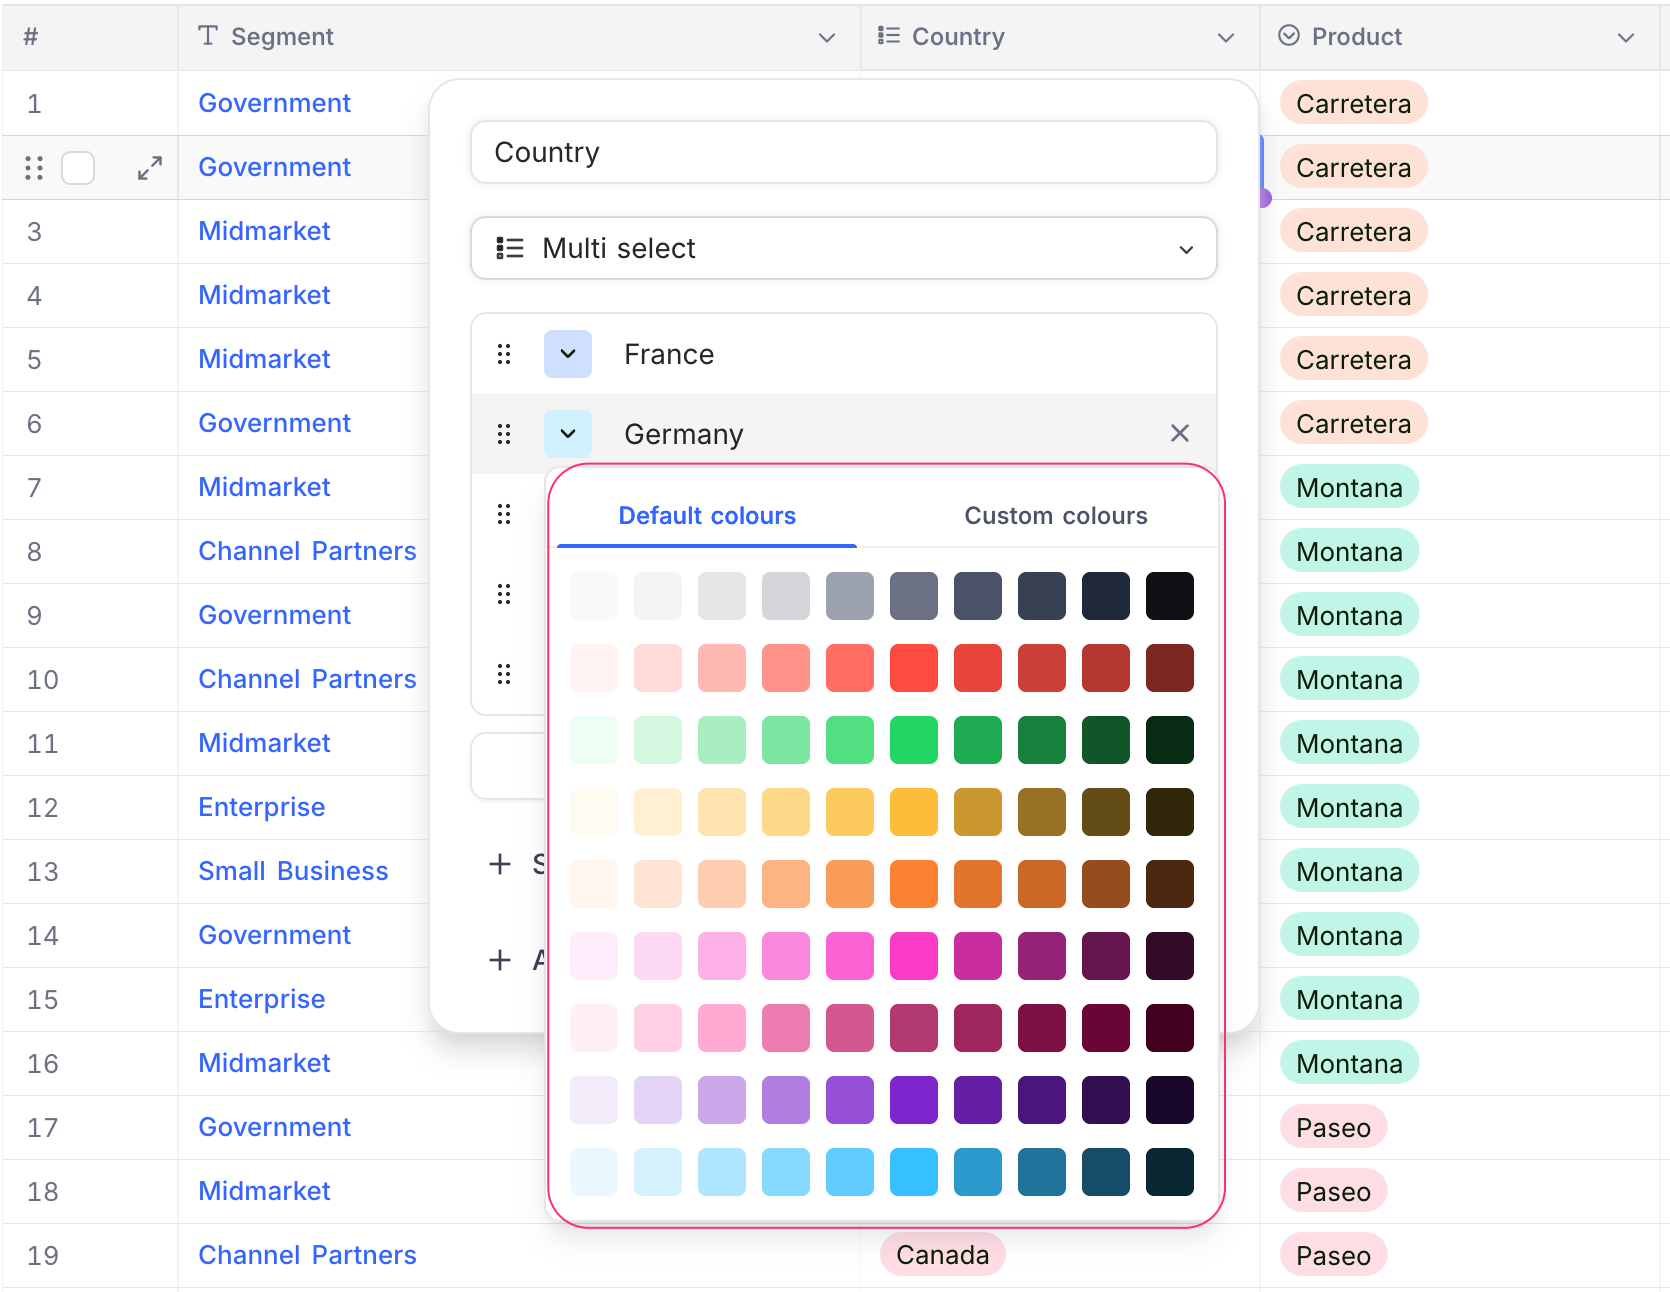 # Segment Country Product
1 Government Carretera
Country
Government Carretera
3 Midmarket Carretera
Multi select
4 Midmarket Carretera
5 Midmarket Carretera
France
6 Government Carretera
Germany
7 Midmarket Montana
Default colours Custom colours
8 Channel Partners Montana
9 Government Montana
10 Channel Partners Montana
11 Midmarket Montana
12 Enterprise Montana
13 Small Business Montana
14 Government Montana
15 Enterprise Montana
16 Midmarket Montana
17 Government Paseo
18 Midmarket Paseo
19 Channel Partners Canada Paseo